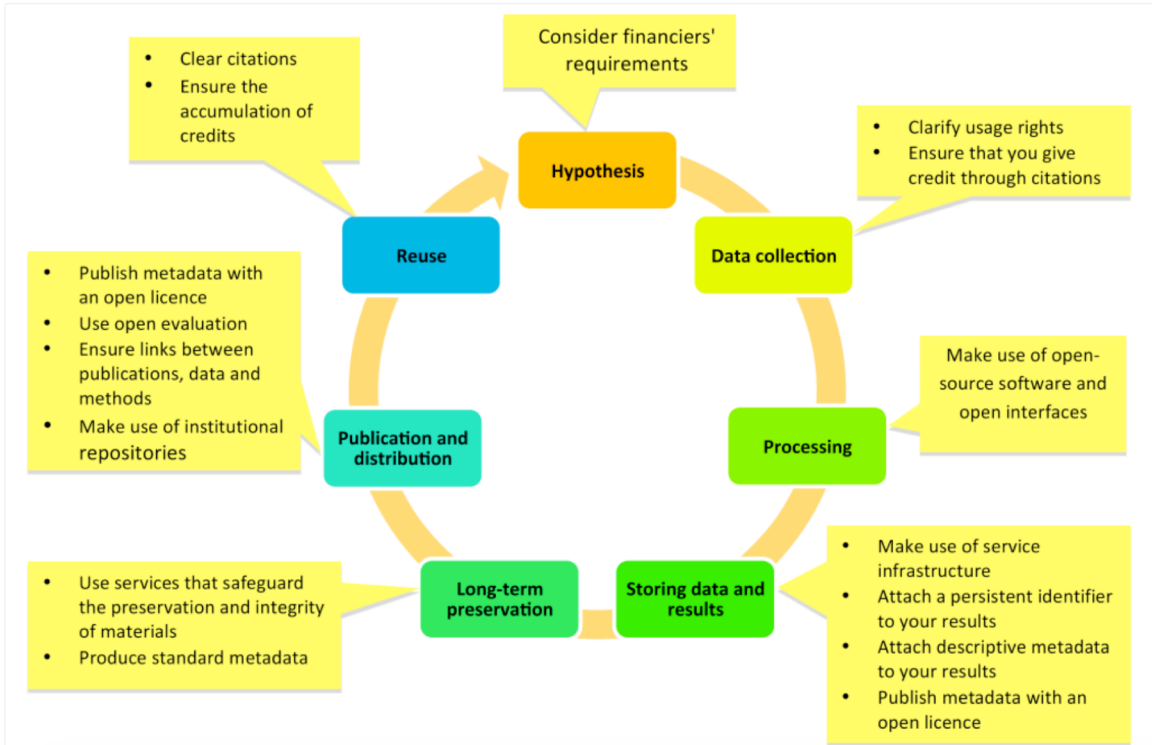 Consider financiers'
requirements
Hypothesis
• Clarify usage rights
• Ensure that you give
credit through citations
Data collection
Make use of open-
source software and
open interfaces
Processing
• Make use of service
infrastructure
• Attach a persistent identifier
to your results
• Attach descriptive metadata
to your results
• Publish metadata with an
open licence
Storing data and
results
• Use services that safeguard
the preservation and integrity
of materials
• Produce standard metadata
Long-term
preservation
• Publish metadata with
an open licence
• Use open evaluation
• Ensure links between
publications, data and
methods
• Make use of institutional
repositories
Publication and
distribution
• Clear citations
• Ensure the
accumulation of
credits
Reuse